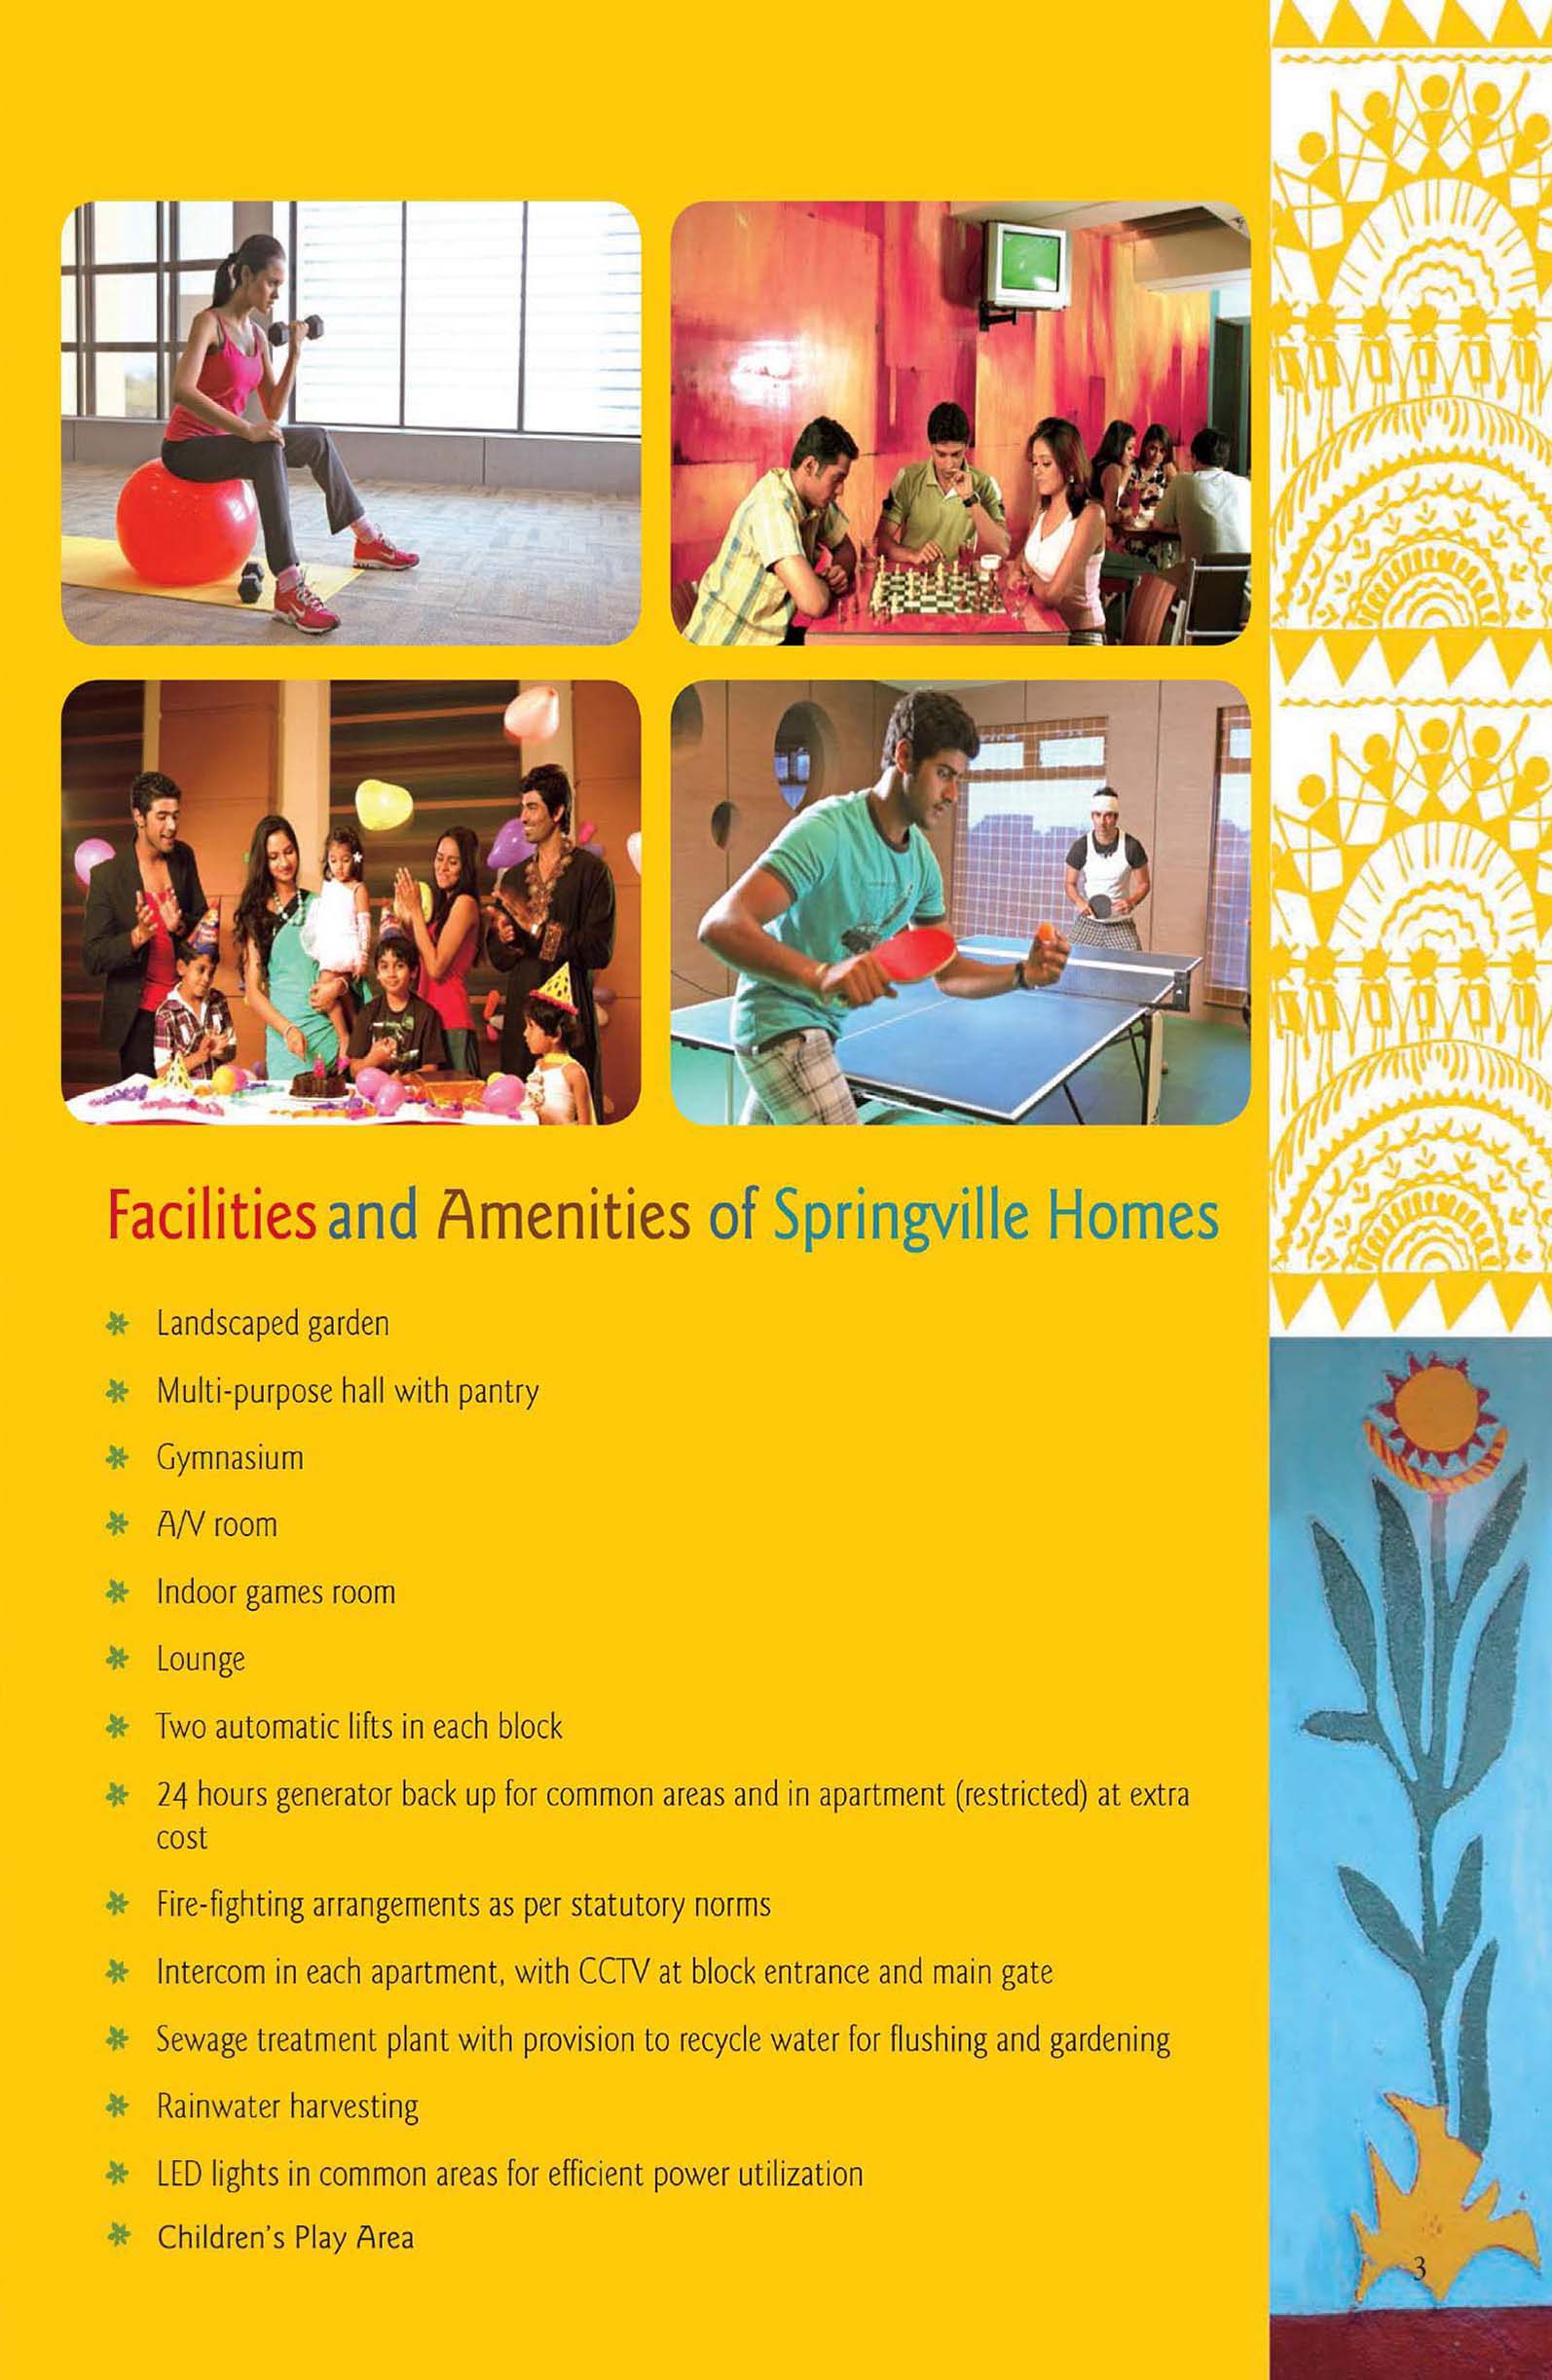 Facilities and Amenities of Springville Homes
Landscaped garden
Multi-purpose hall with pantry
Gymnasium
A/V room
Indoor games room
Lounge
Two automatic lifts in each block
24 hours generator back up for common areas and in apartment (restricted) at extra
cost
Fire-fighting arrangements as per statutory norms
Intercom in each apartment, with CCTV at block entrance and main gate
Sewage treatment plant with provision to recycle water for flushing and gardening
Rainwater harvesting
LED lights in common areas for efficient power utilization
Children's Play Area
3